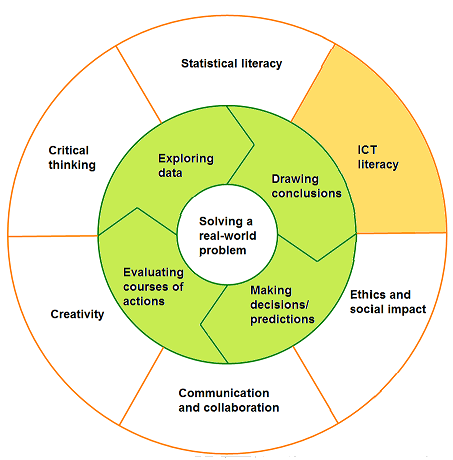 Statistical literacy
Critical
thinking
ICT
literacy
Exploring
data
Drawing
conclusions
Solving a
real-world
problem
Evaluating
courses of
actions
Making
decisions/
predictions
Creativity
Ethics and
social impact
Communication
and collaboration